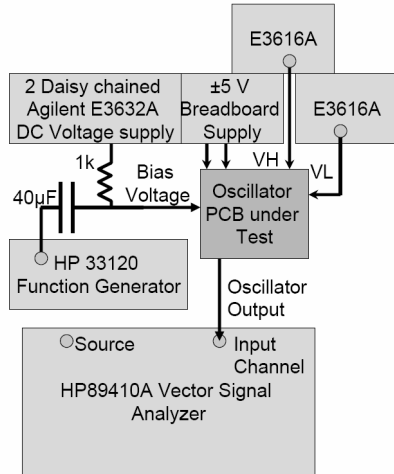 E3616A
2 Daisy chained
Agilent E3632A
DC Voltage supply
±5 V
Breadboard
Supply
E3616A
1k
Bias
Voltage
VH
VL
40µF
Oscillator
PCB under
Test
HP 33120
Function Generator
Oscillator
Output
Source
Input
Channel
HP89410A Vector Signal
Analyzer